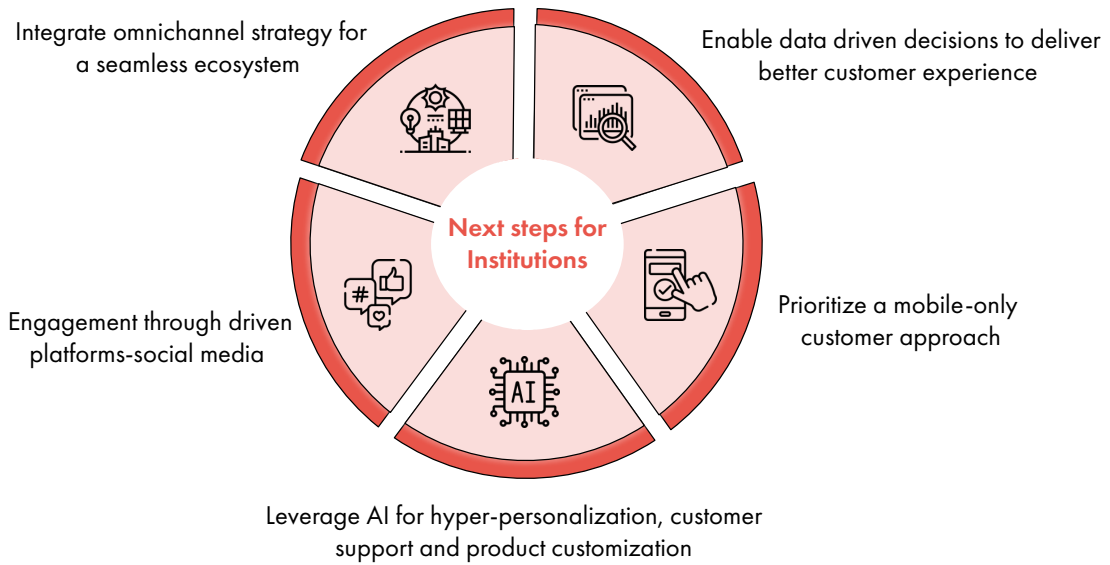 Integrate omnichannel strategy for
a seamless ecosystem
Enable data driven decisions to deliver
better customer experience
Next steps for
Institutions
#
Engagement through driven
platforms-social media
Prioritize a mobile-only
customer approach
AI
Leverage AI for hyper-personalization, customer
support and product customization